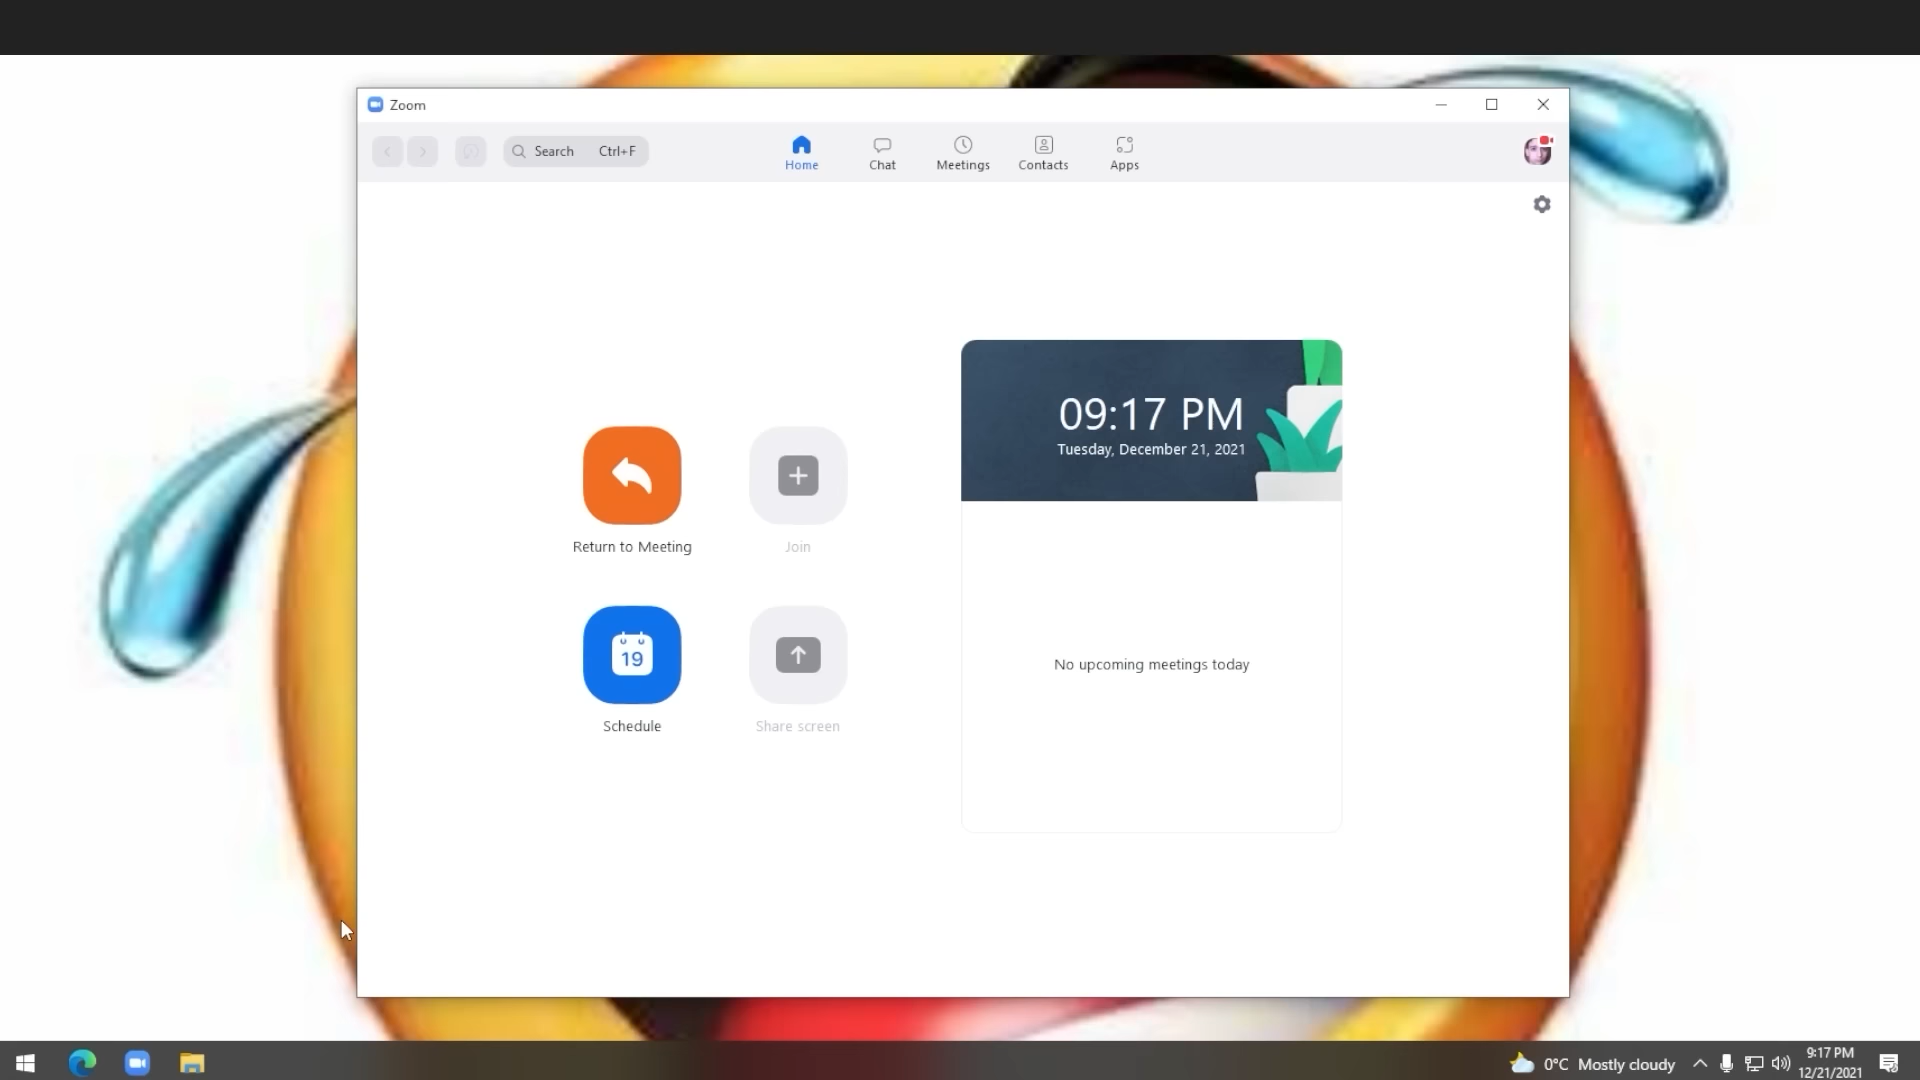 Zoom
Search Ctrl+F
Home
Chat
Meetings
Contacts
Apps
09:17 PM
Tuesday, December 21, 2021
Return to Meeting
Join
19
Schedule
Share screen
No upcoming meetings today
0°C Mostly cloudy
9:17 PM
12/21/2021